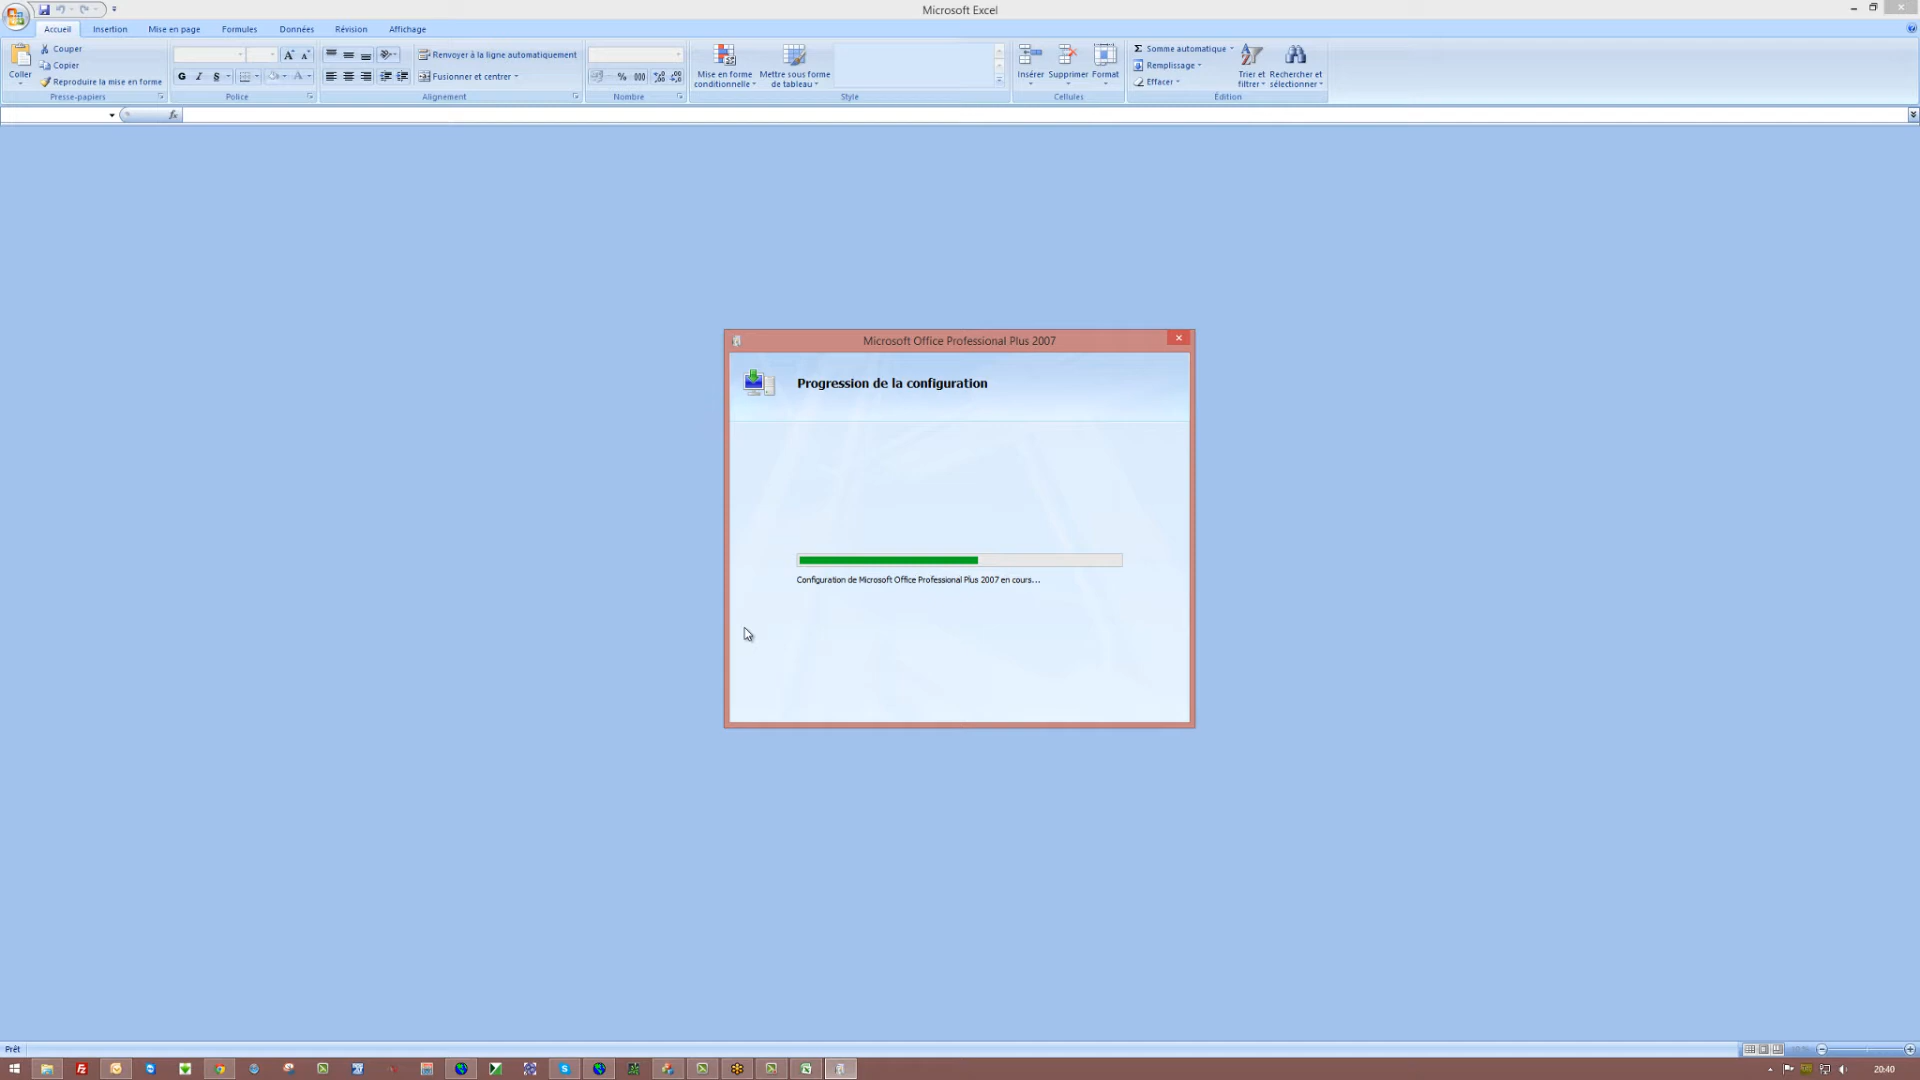 Microsoft Excel
Accueil Insertion Mise en page Formules Données Révision Affichage
Coller
Couper
Copier
Reproduire la mise en forme
Presse-papiers
G I S
Police
Renvoyer à la ligne automatiquement
Fusionner et centrer
Alignement
% 000
Nombre
Mise en forme conditionnelle
Mettre sous forme de tableau
Style
Insérer Supprimer Format
Cellules
Σ Somme automatique
Remplissage
Effacer
Trier et filtrer
Rechercher et sélectionner
Édition
fx
Microsoft Office Professional Plus 2007
Progression de la configuration
Configuration de Microsoft Office Professional Plus 2007 en cours...
Prêt
20:40